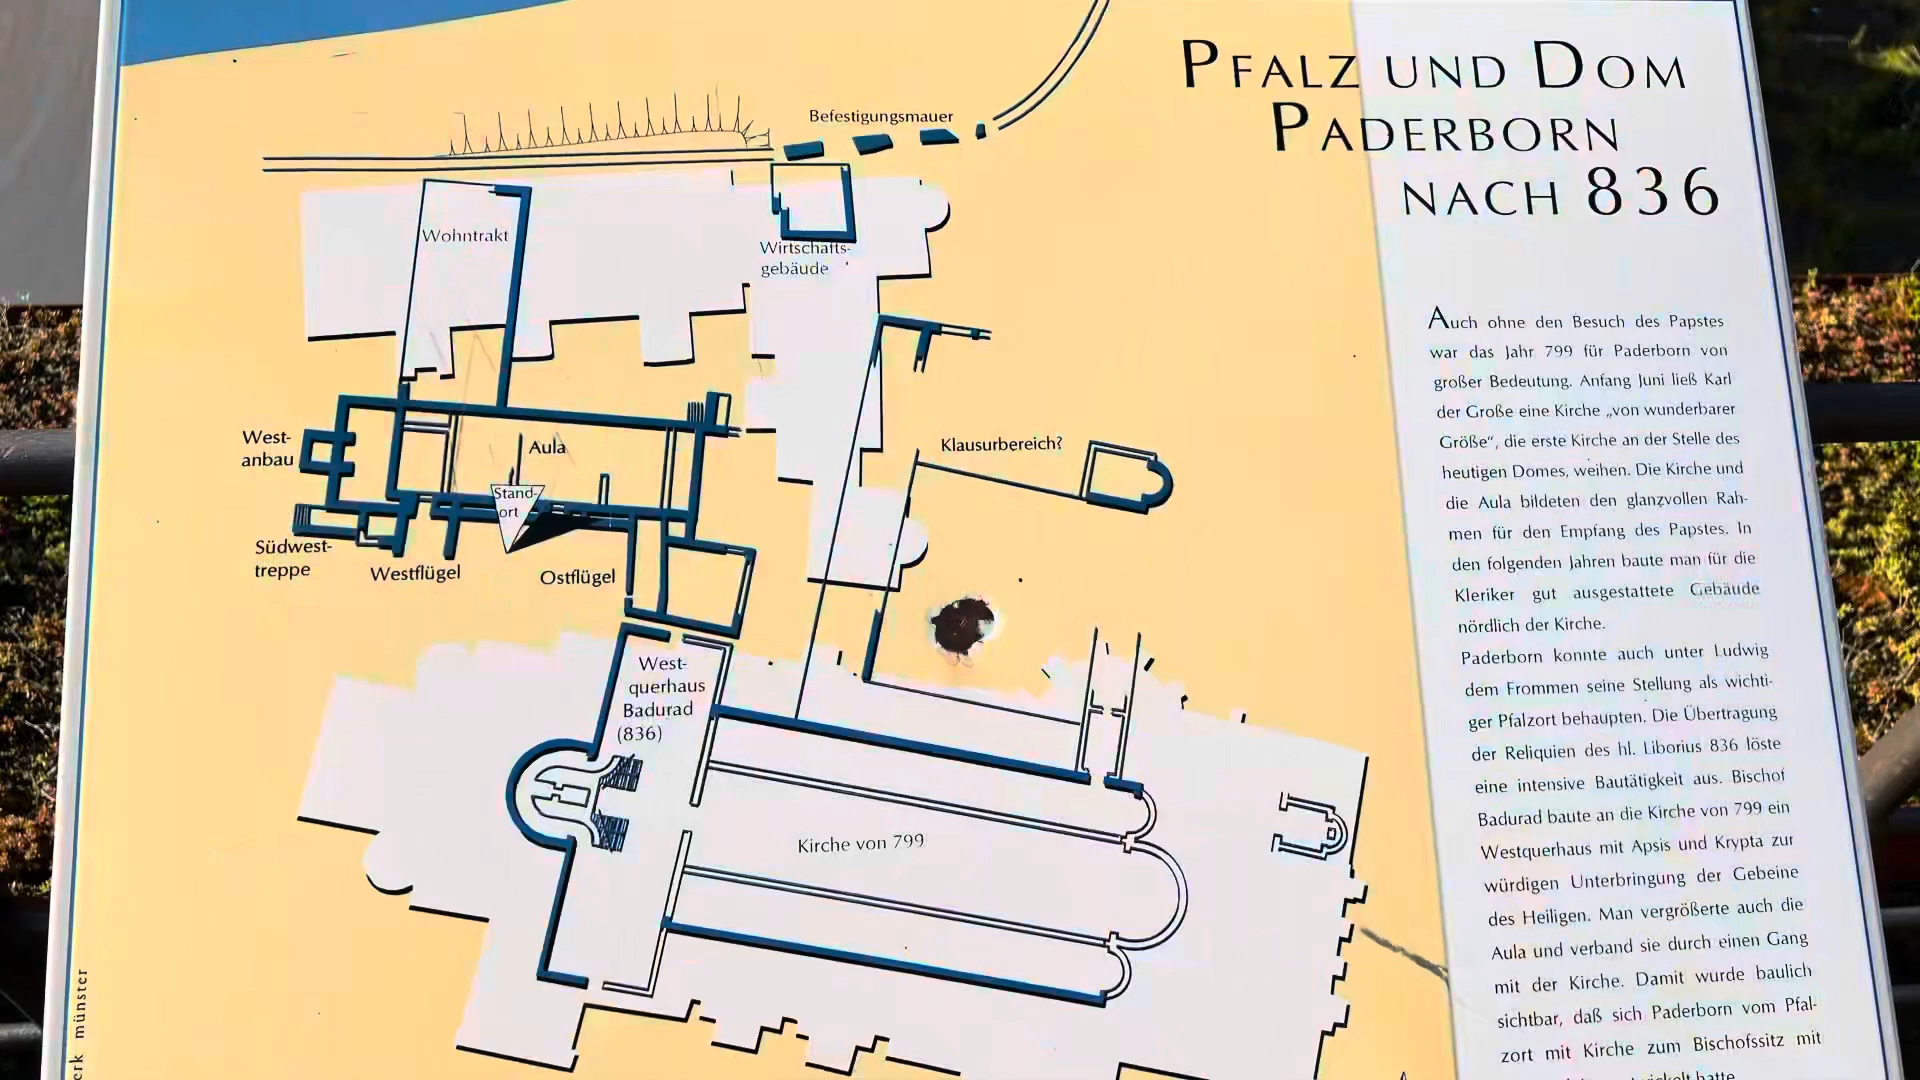 PFALZ UND DOM
PADERBORN
NACH 836
Befestigungsmauer
Wohntrakt
Wirtschafts-
gebäude
West-
anbau
Aula
Klausurbereich?
Stand-
ort
Südwest-
treppe
Westflügel
Ostflügel
West-
querhaus
Badurad
(836)
Kirche von 799
Auch ohne den Besuch des Papstes
war das Jahr 799 für Paderborn von
großer Bedeutung. Anfang Juni ließ Karl
der Große eine Kirche „von wunderbarer
Größe“, die erste Kirche an der Stelle des
heutigen Domes, weihen. Die Kirche und
die Aula bildeten den glanzvollen Rah-
men für den Empfang des Papstes. In
den folgenden Jahren baute man für die
Kleriker gut ausgestattete Gebäude
nördlich der Kirche.
Paderborn konnte auch unter Ludwig
dem Frommen seine Stellung als wichti-
ger Pfalzort behaupten. Die Übertragung
der Reliquien des hl. Liborius 836 löste
eine intensive Bautätigkeit aus. Bischof
Badurad baute an die Kirche von 799 ein
Westquerhaus mit Apsis und Krypta zur
würdigen Unterbringung der Gebeine
des Heiligen. Man vergrößerte auch die
Aula und verband sie durch einen Gang
mit der Kirche. Damit wurde baulich
sichtbar, daß sich Paderborn vom Pfal-
zort mit Kirche zum Bischofssitz mit
hatte
münster